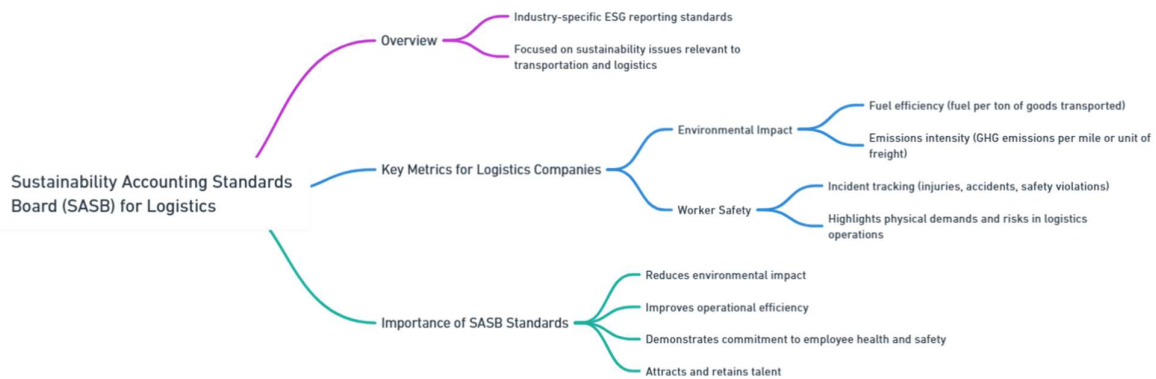 Sustainability Accounting Standards
Board (SASB) for Logistics
Overview
Industry-specific ESG reporting standards
Focused on sustainability issues relevant to
transportation and logistics
Key Metrics for Logistics Companies
Environmental Impact
Fuel efficiency (fuel per ton of goods transported)
Emissions intensity (GHG emissions per mile or unit of
freight)
Worker Safety
Incident tracking (injuries, accidents, safety violations)
Highlights physical demands and risks in logistics
operations
Importance of SASB Standards
Reduces environmental impact
Improves operational efficiency
Demonstrates commitment to employee health and safety
Attracts and retains talent